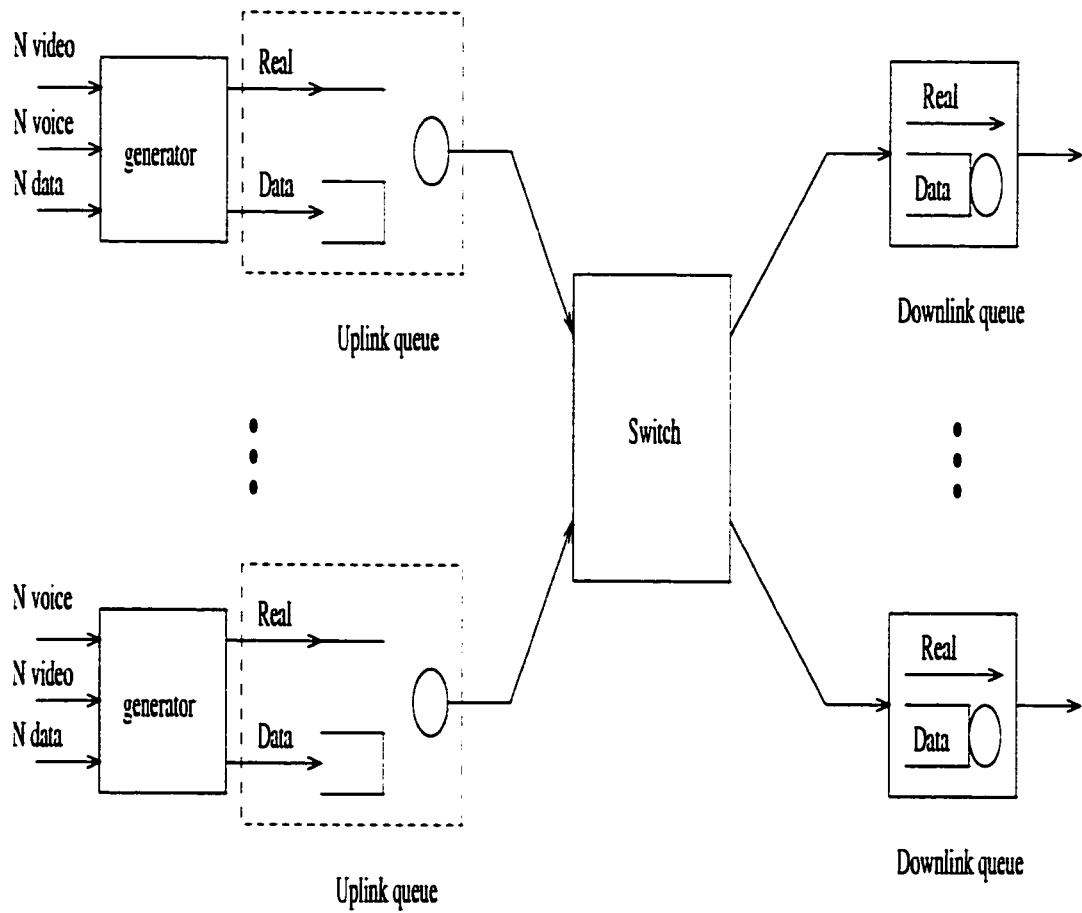 N video
N voice
N data
generator
Real
Data
Uplink queue
Switch
Real
Data
Downlink queue
N voice
N video
N data
generator
Real
Data
Uplink queue
Real
Data
Downlink queue